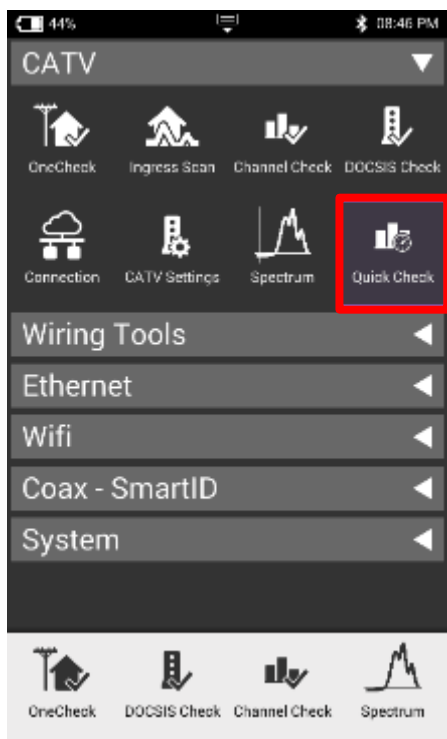 44% 08:46 PM
CATV
OneCheck Ingress Scan Channel Check DOCSIS Check
Connection CATV Settings Spectrum Quick Check
Wiring Tools
Ethernet
Wifi
Coax - SmartID
System
OneCheck DOCSIS Check Channel Check Spectrum